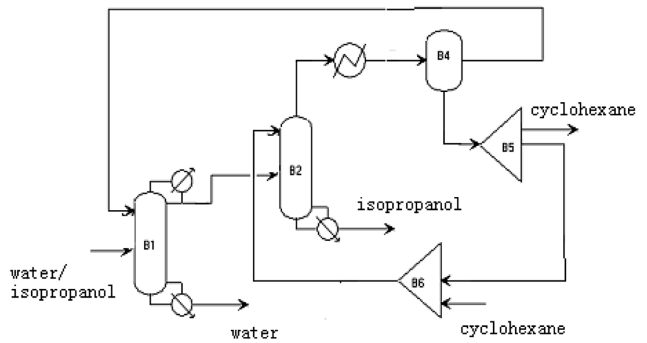 B4
cyclohexane
B5
B2
isopropanol
B1
water/
isopropanol
B6
water
cyclohexane